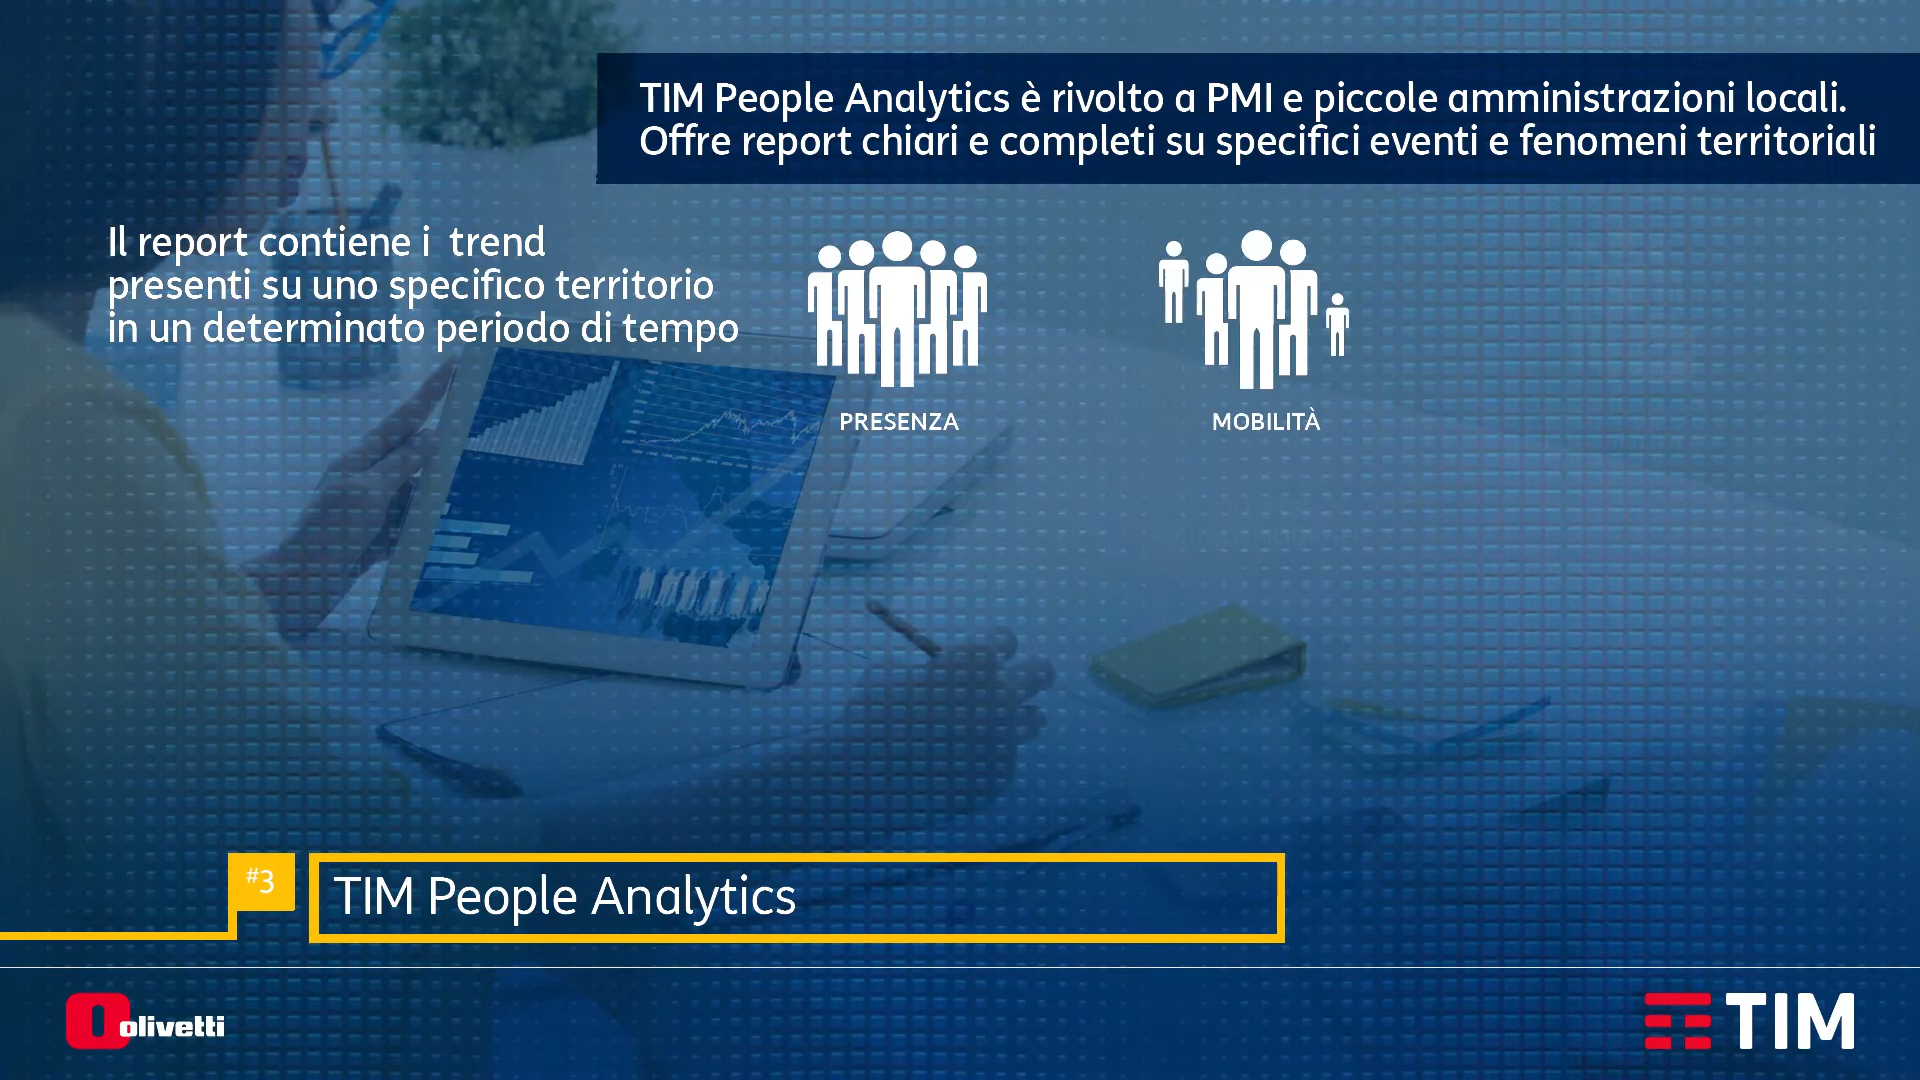 TIM People Analytics è rivolto a PMI e piccole amministrazioni locali.
Offre report chiari e completi su specifici eventi e fenomeni territoriali
Il report contiene i  trend
presenti su uno specifico territorio
in un determinato periodo di tempo
PRESENZA
MOBILITÀ
#3
TIM People Analytics
olivetti
TIM